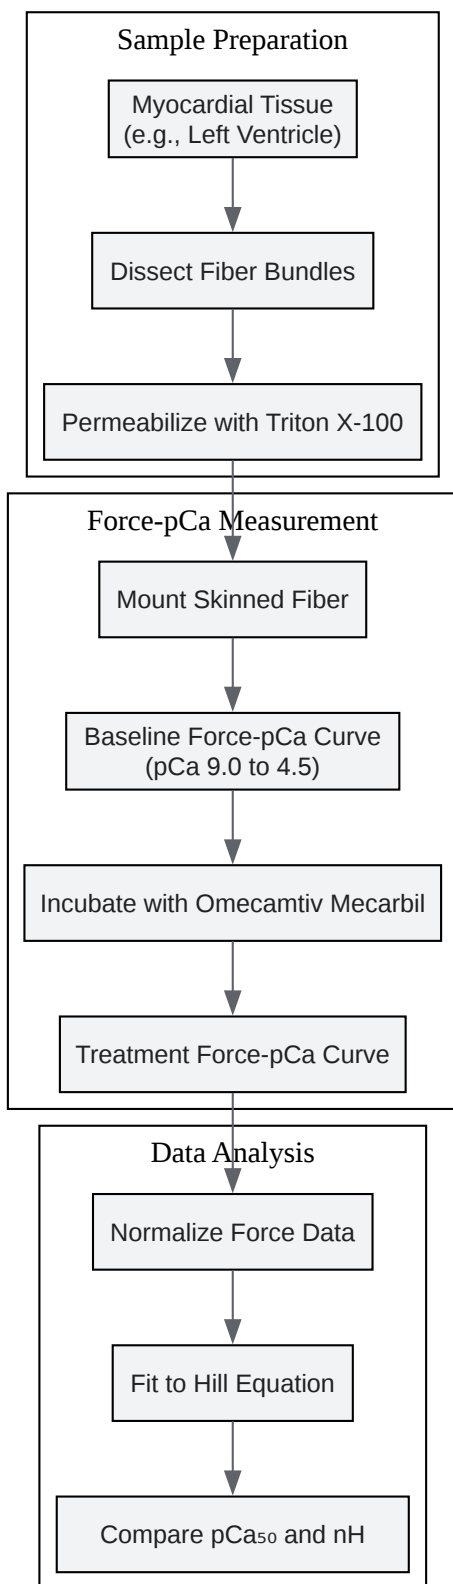 Sample Preparation
Myocardial Tissue
(e.g., Left Ventricle)
Dissect Fiber Bundles
Permeabilize with Triton X-100
Force-pCa Measurement
Mount Skinned Fiber
Baseline Force-pCa Curve
(pCa 9.0 to 4.5)
Incubate with Omecamtiv Mecarbil
Treatment Force-pCa Curve
Data Analysis
Normalize Force Data
Fit to Hill Equation
Compare pCa₅₀ and nH